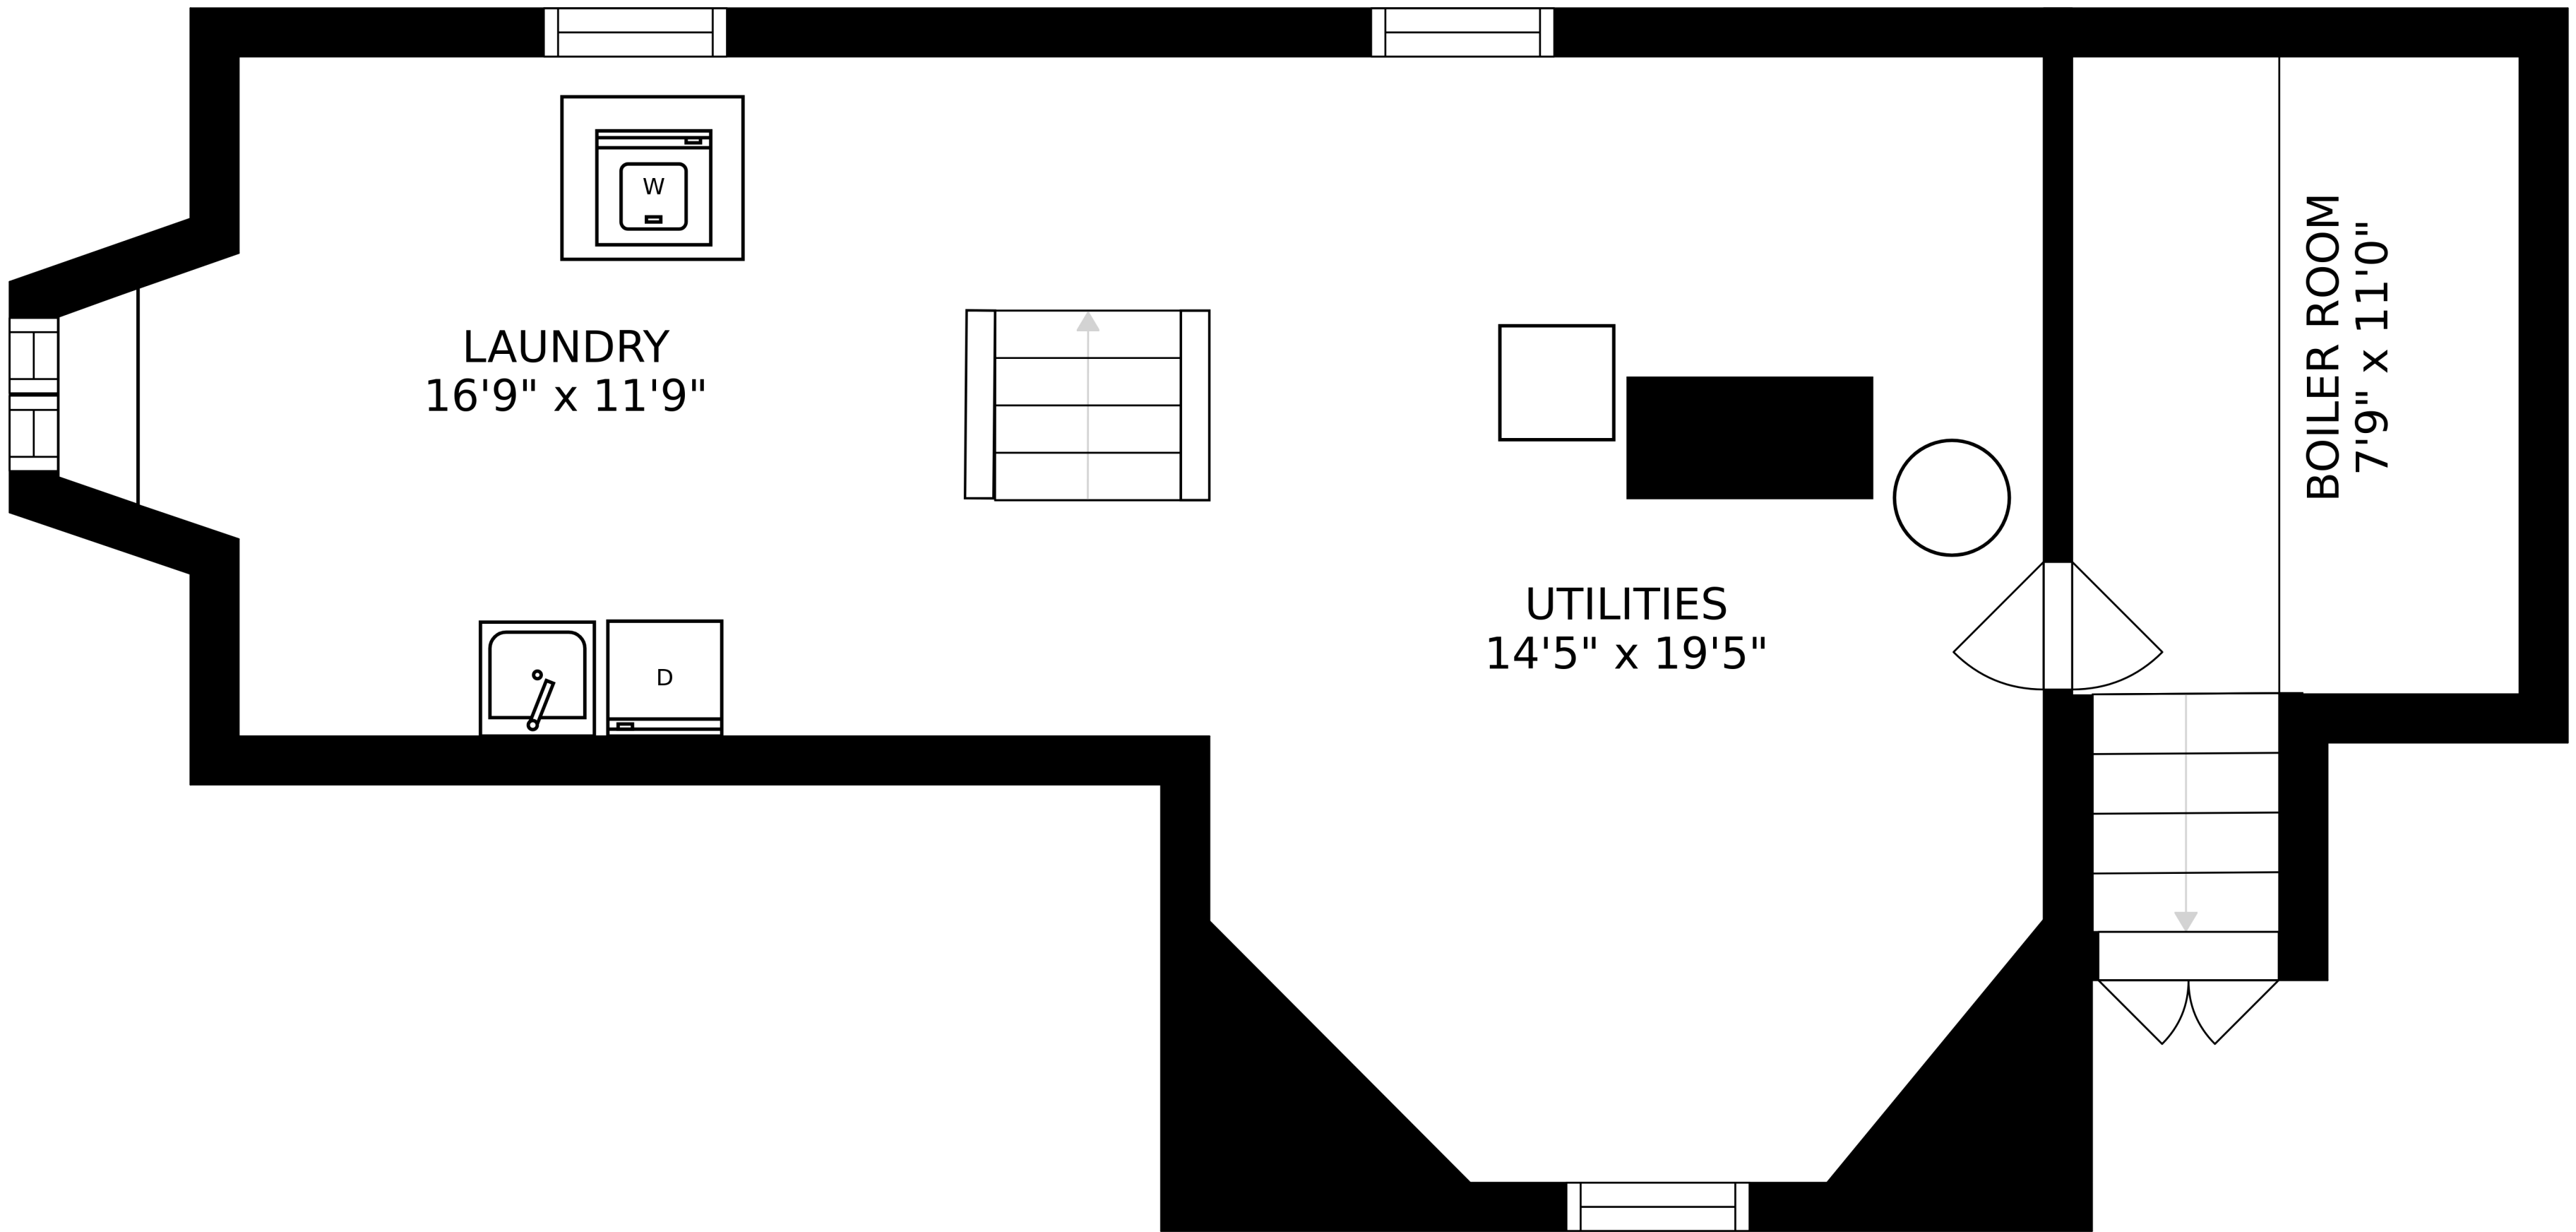 W
LAUNDRY
16'9" x 11'9"
D
UTILITIES
14'5" x 19'5"
BOILER ROOM
7'9" x 11'0"